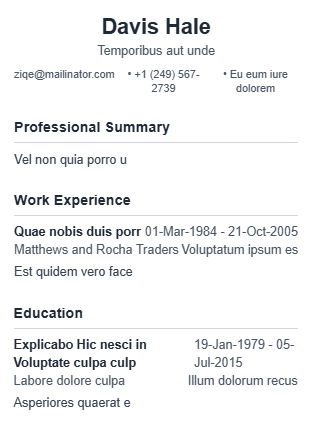 Davis Hale
Temporibus aut unde
ziqe@mailinator.com • +1 (249) 567-2739 • Eu eum iure dolorem
Professional Summary
Vel non quia porro u
Work Experience
Quae nobis duis porr 01-Mar-1984 - 21-Oct-2005
Matthews and Rocha Traders Voluptatum ipsum es
Est quidem vero face
Education
Explicabo Hic nesci in Voluptate culpa culp 19-Jan-1979 - 05-Jul-2015
Labore dolore culpa Illum dolorum recus
Asperiores quaerat e